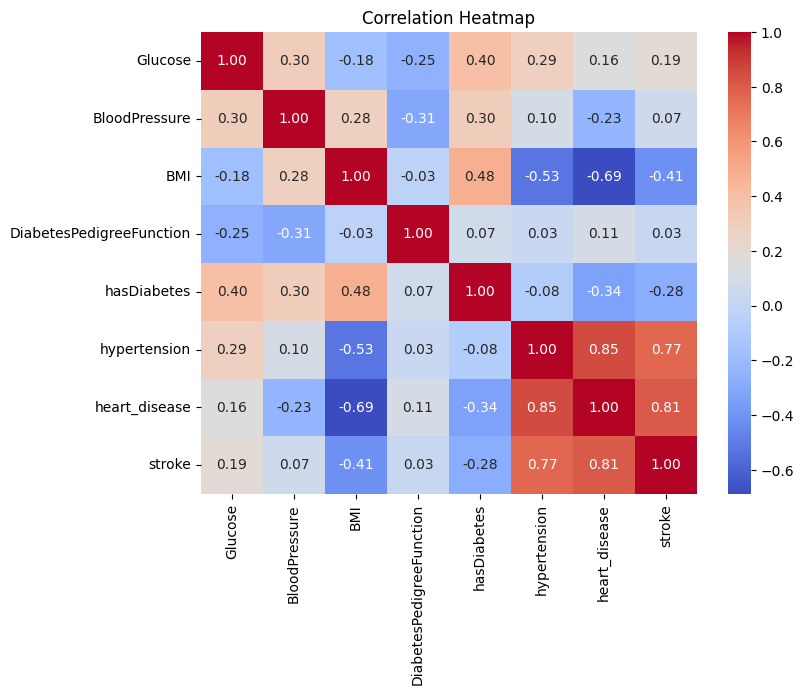 Correlation Heatmap
Glucose 1.00 0.30 -0.18 -0.25 0.40 0.29 0.16 0.19
BloodPressure 0.30 1.00 0.28 -0.31 0.30 0.10 -0.23 0.07
BMI -0.18 0.28 1.00 -0.03 0.48 -0.53 -0.69 -0.41
DiabetesPedigreeFunction -0.25 -0.31 -0.03 1.00 0.07 0.03 0.11 0.03
hasDiabetes 0.40 0.30 0.48 0.07 1.00 -0.08 -0.34 -0.28
hypertension 0.29 0.10 -0.53 0.03 -0.08 1.00 0.85 0.77
heart_disease 0.16 -0.23 -0.69 0.11 -0.34 0.85 1.00 0.81
stroke 0.19 0.07 -0.41 0.03 -0.28 0.77 0.81 1.00
Glucose
BloodPressure
BMI
DiabetesPedigreeFunction
hasDiabetes
hypertension
heart_disease
stroke
1.0
0.8
0.6
0.4
0.2
0.0
−0.2
−0.4
−0.6